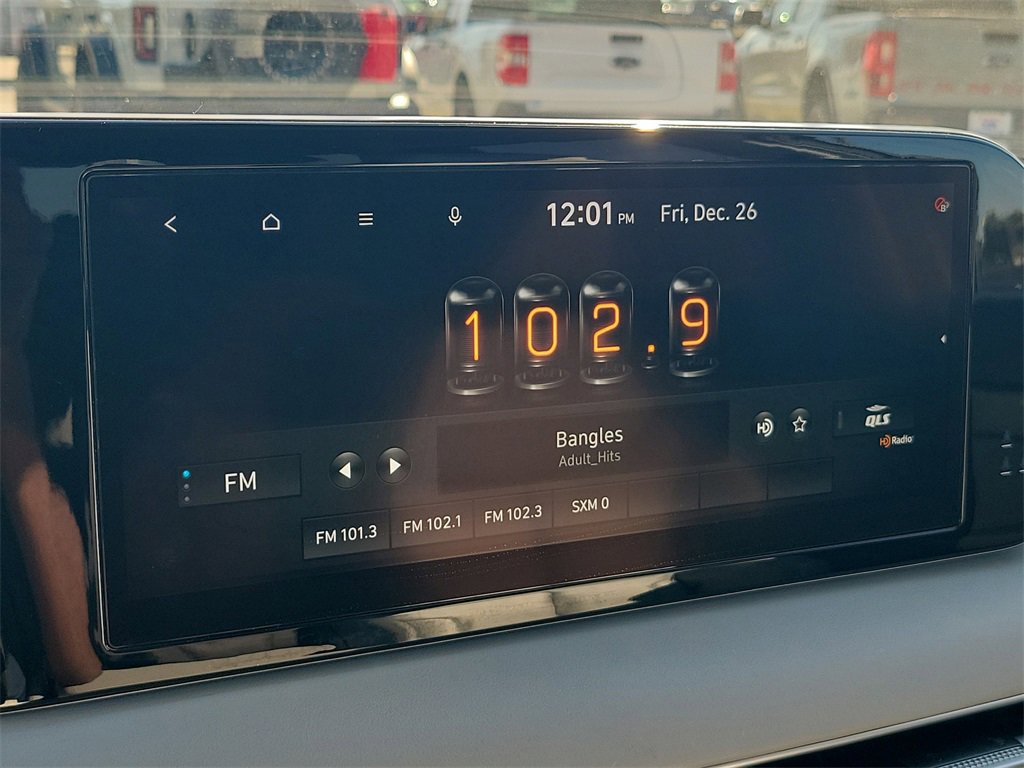 12:01 PM Fri, Dec. 26
102.9
Bangles
Adult_Hits
HD
QLS
HD Radio
FM
FM 101.3
FM 102.1
FM 102.3
SXM 0